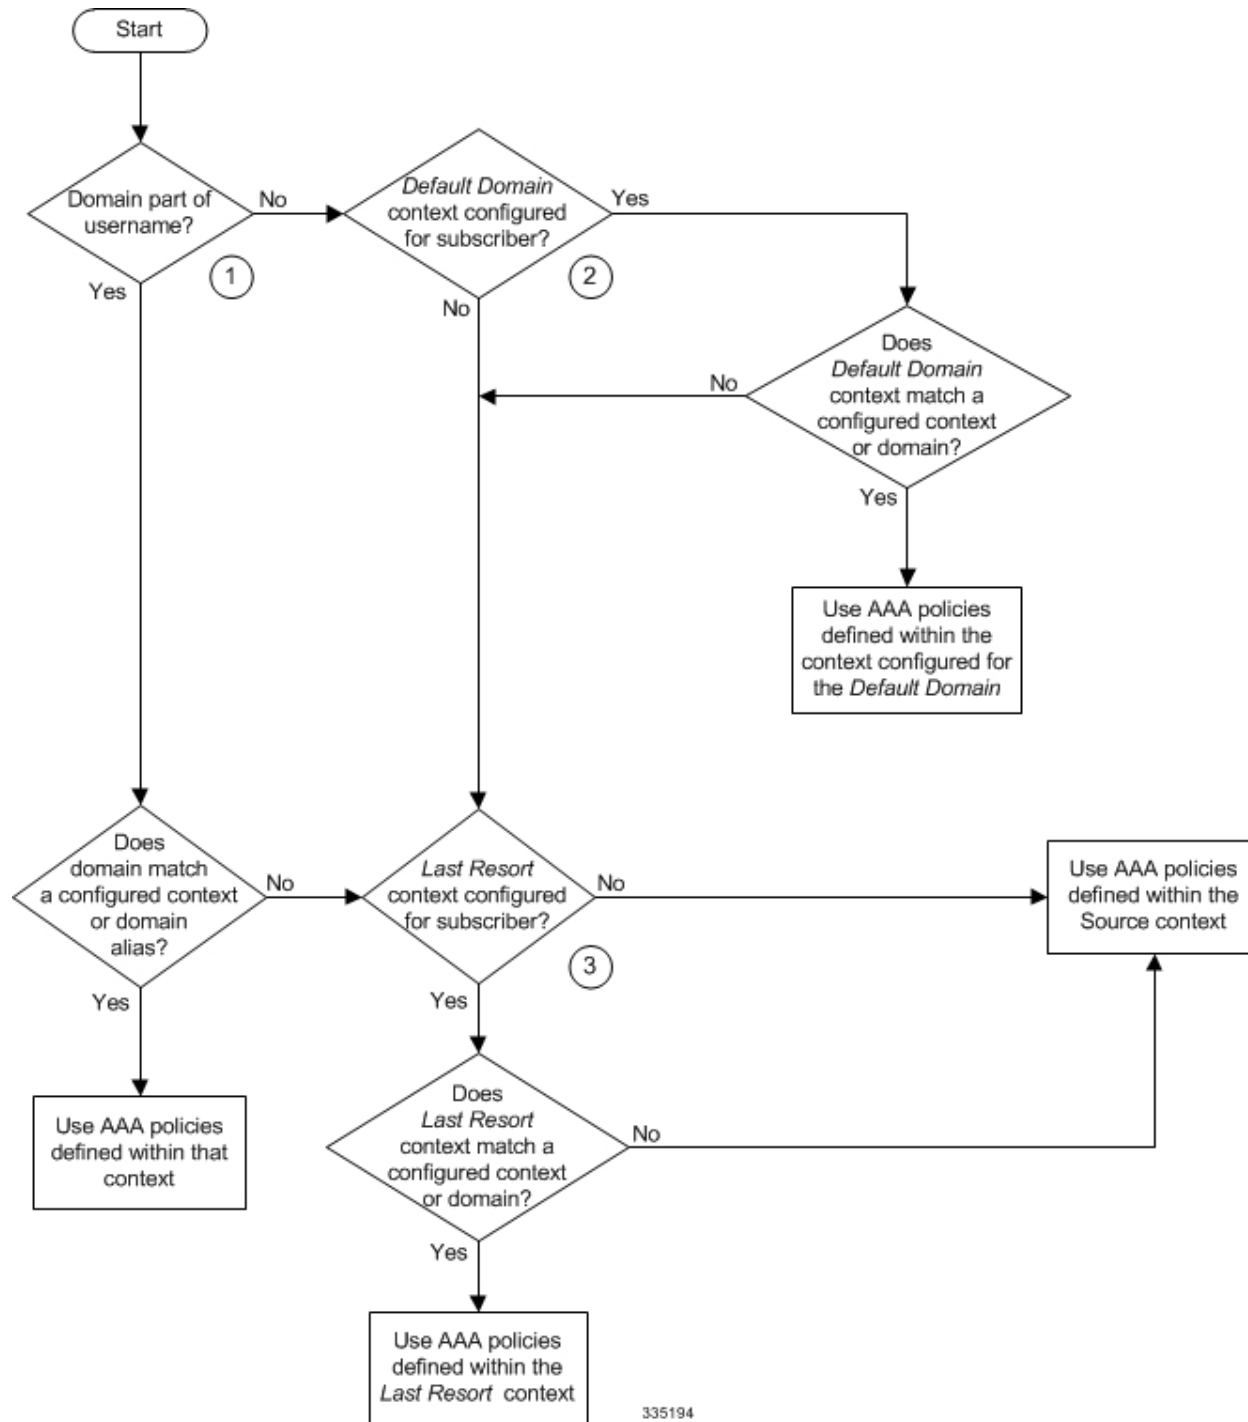 Start
Domain part of
username?
No
Yes
1
Default Domain
context configured
for subscriber?
Yes
No
2
Does
Default Domain
context match a
configured context
or domain?
No
Yes
Use AAA policies
defined within the
context configured for
the Default Domain
Does
domain match
a configured context
or domain
alias?
No
Yes
Use AAA policies
defined within that
context
Last Resort
context configured
for subscriber?
No
Yes
3
Use AAA policies
defined within the
Source context
Does
Last Resort
context match a
configured context
or domain?
No
Yes
Use AAA policies
defined within the
Last Resort context
335194